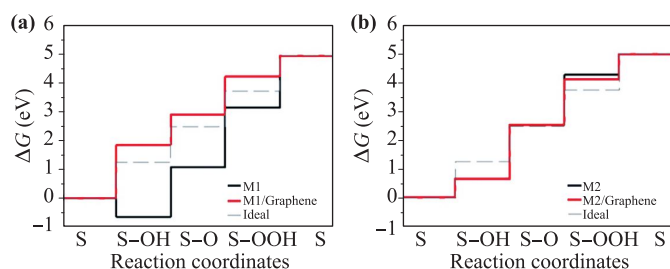 (a)
6
5
4
3
2
1
0
−1
ΔG (eV)
M1
M1/Graphene
Ideal
S S−OH S−O S−OOH S
Reaction coordinates
(b)
6
5
4
3
2
1
0
−1
ΔG (eV)
M2
M2/Graphene
Ideal
S S−OH S−O S−OOH S
Reaction coordinates